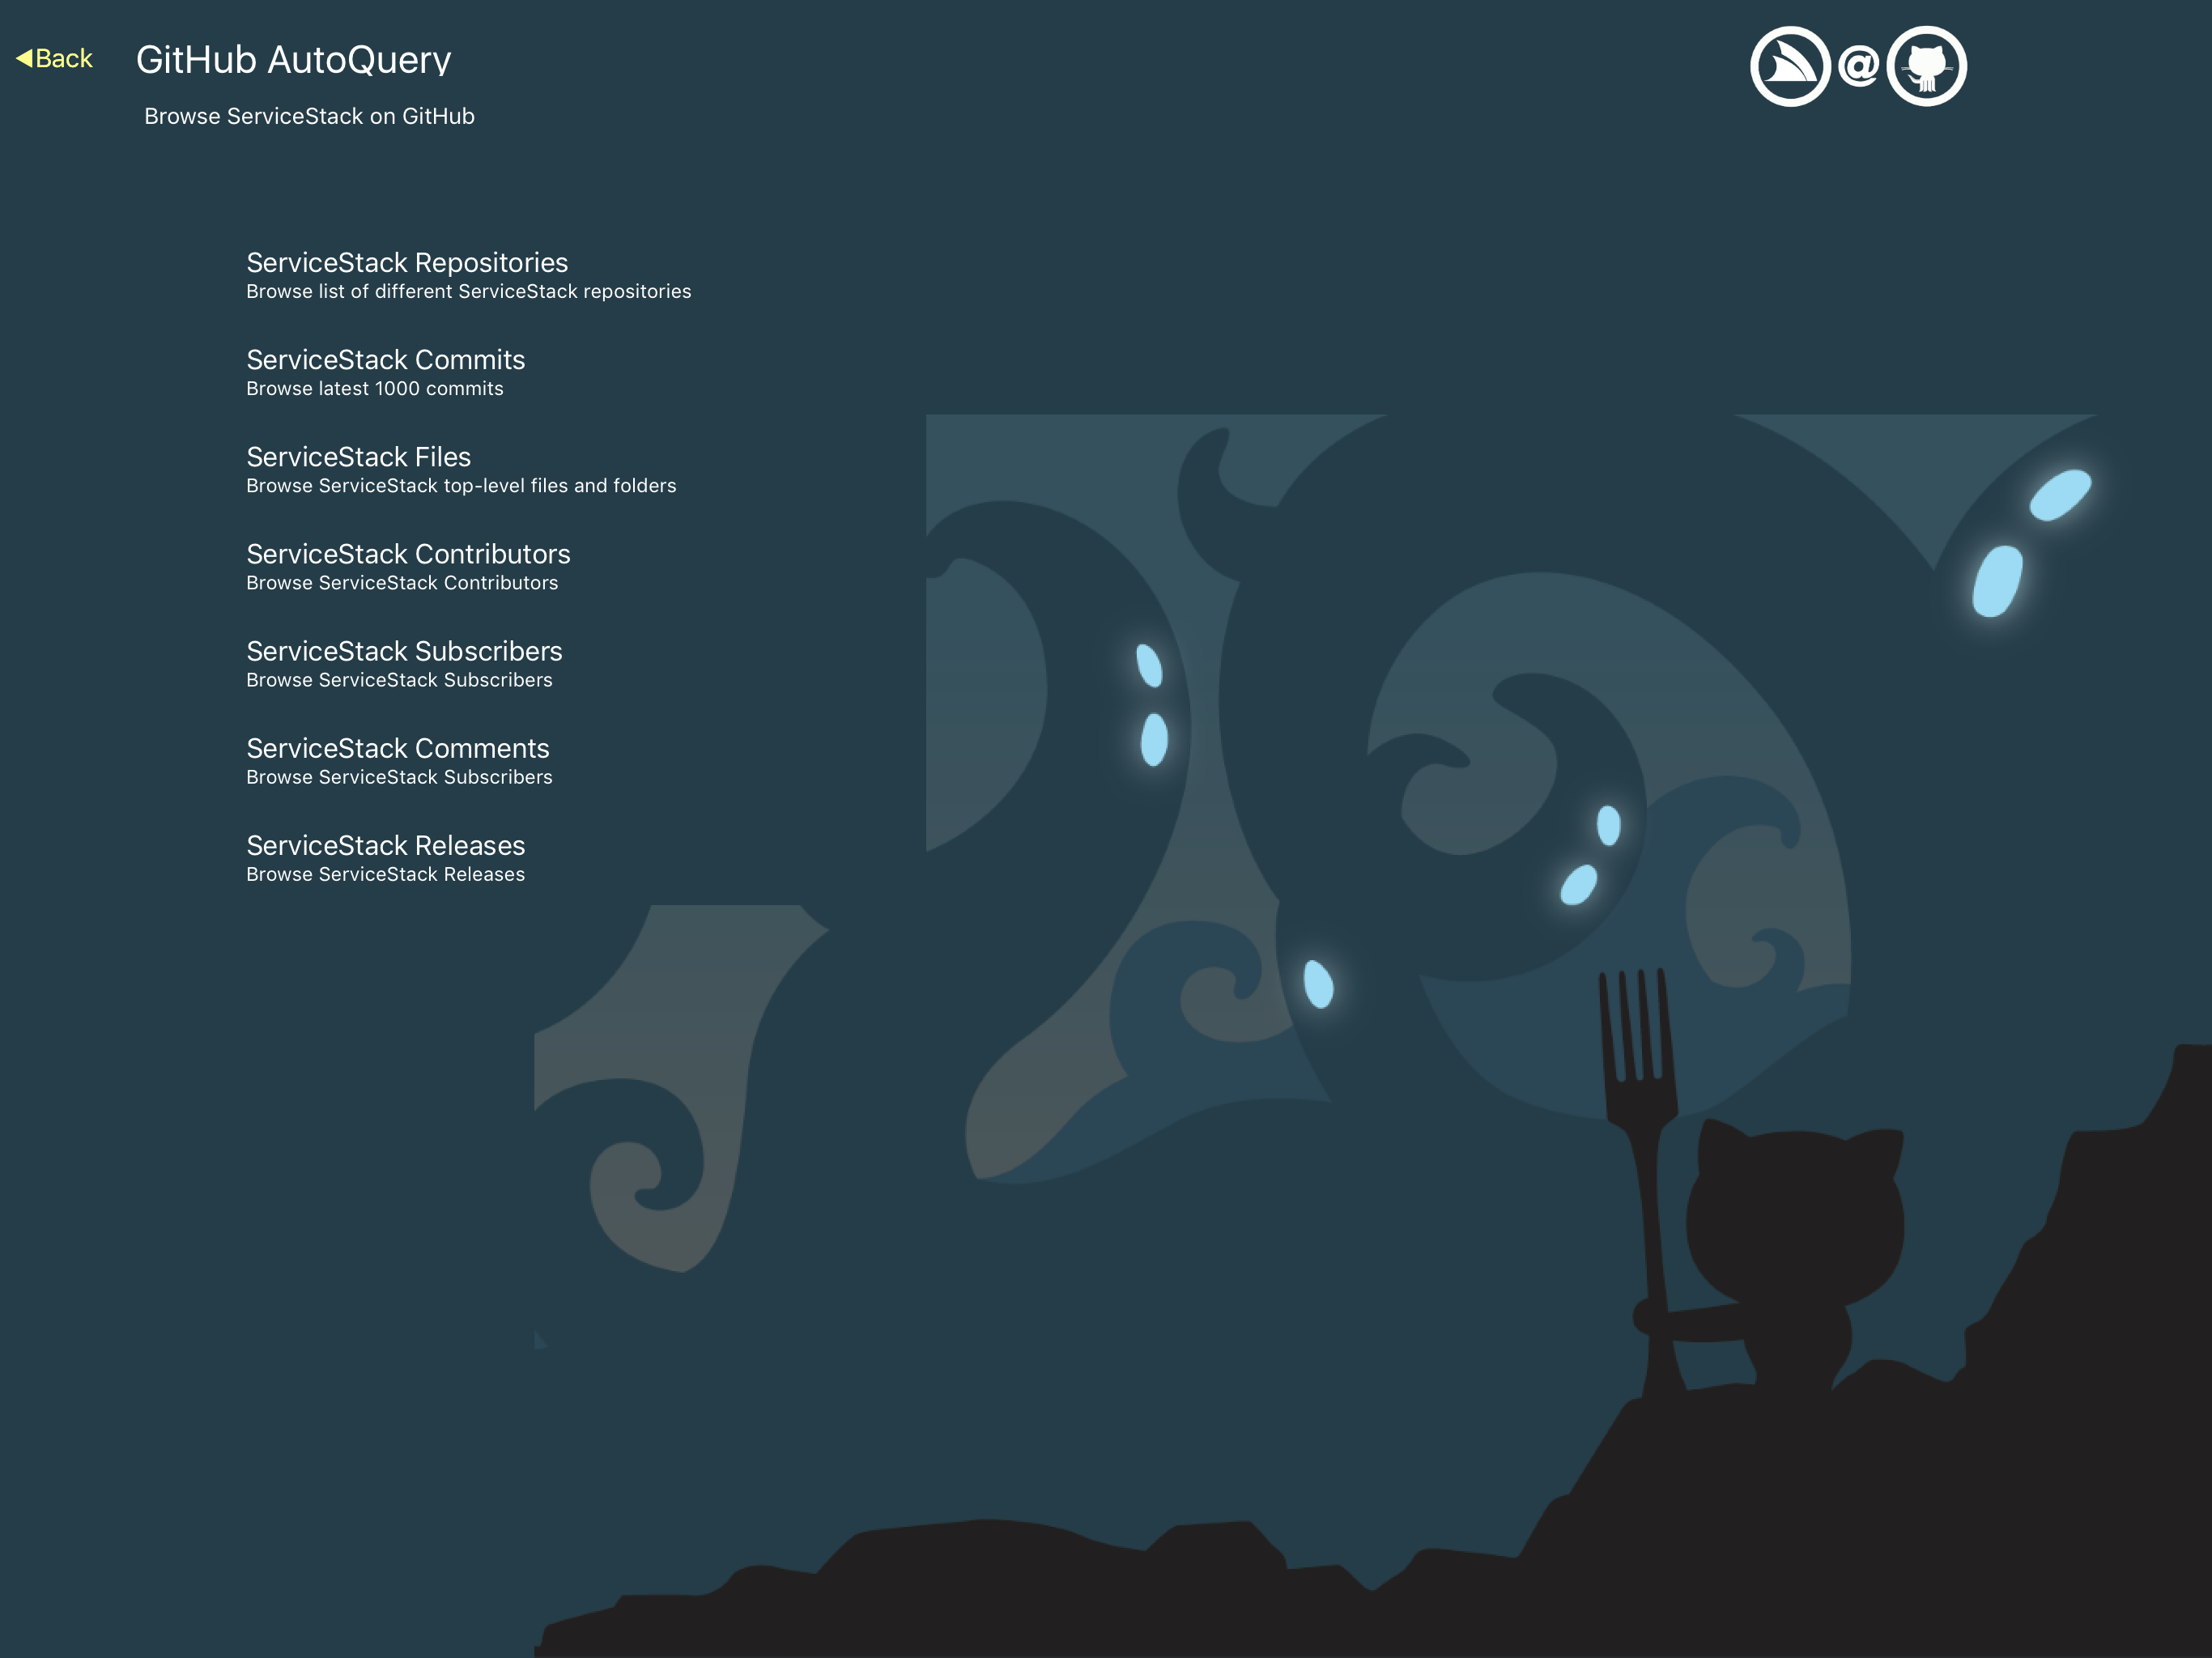 ◀Back
GitHub AutoQuery
Browse ServiceStack on GitHub
@
ServiceStack Repositories
Browse list of different ServiceStack repositories
ServiceStack Commits
Browse latest 1000 commits
ServiceStack Files
Browse ServiceStack top-level files and folders
ServiceStack Contributors
Browse ServiceStack Contributors
ServiceStack Subscribers
Browse ServiceStack Subscribers
ServiceStack Comments
Browse ServiceStack Subscribers
ServiceStack Releases
Browse ServiceStack Releases